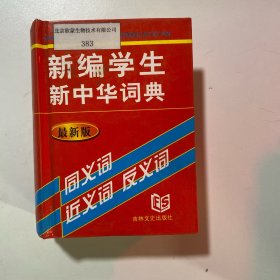 北京歌蒙生物技术有限公司
383
新编学生
新中华词典
最新版
同义词
近义词 反义词
吉林文史出版社